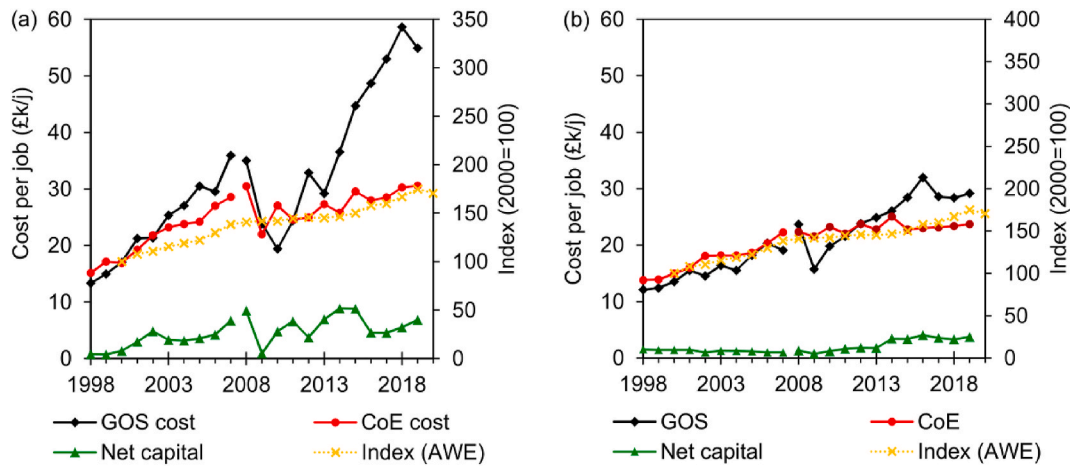 (a)
Cost per job (£k/j)
60
50
40
30
20
10
0
350
300
250
200
150
100
50
0
Index (2000=100)
1998 2003 2008 2013 2018
GOS cost CoE cost
Net capital Index (AWE)
(b)
Cost per job (£k/j)
60
50
40
30
20
10
0
400
350
300
250
200
150
100
50
0
Index (2000=100)
1998 2003 2008 2013 2018
GOS CoE
Net capital Index (AWE)